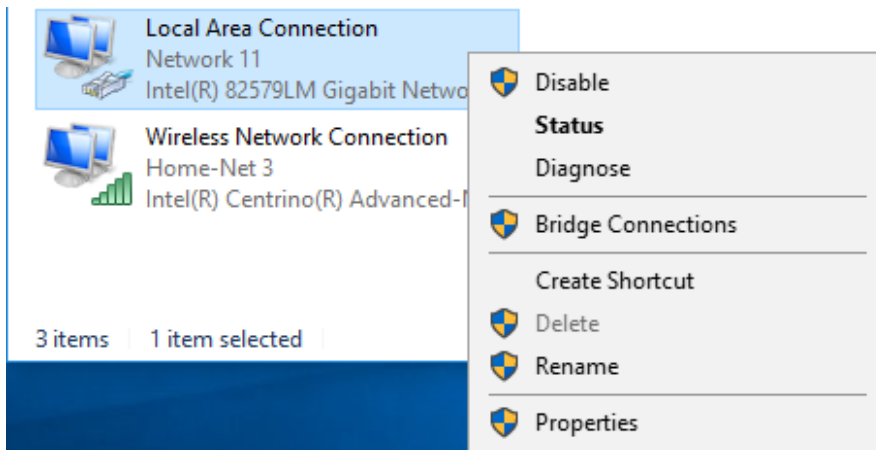 Local Area Connection
Network 11
Intel(R) 82579LM Gigabit Netwo
Wireless Network Connection
Home-Net 3
Intel(R) Centrino(R) Advanced-
3 items
1 item selected
Disable
Status
Diagnose
Bridge Connections
Create Shortcut
Delete
Rename
Properties